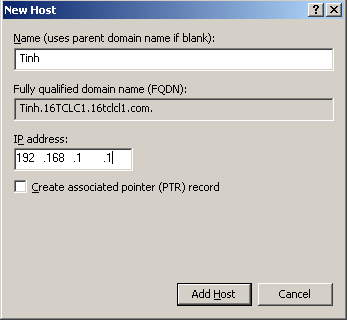 New Host
Name (uses parent domain name if blank):
Tinh
Fully qualified domain name (FQDN):
Tinh.16TCLC1.16tclcl1.com.
IP address:
192 .168 .1 .1
Create associated pointer (PTR) record
Add Host Cancel